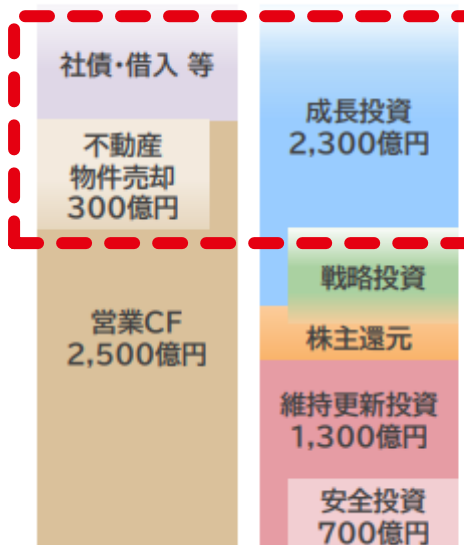 社債・借入 等
不動産
物件売却
300億円
営業CF
2,500億円
成長投資
2,300億円
戦略投資
株主還元
維持更新投資
1,300億円
安全投資
700億円